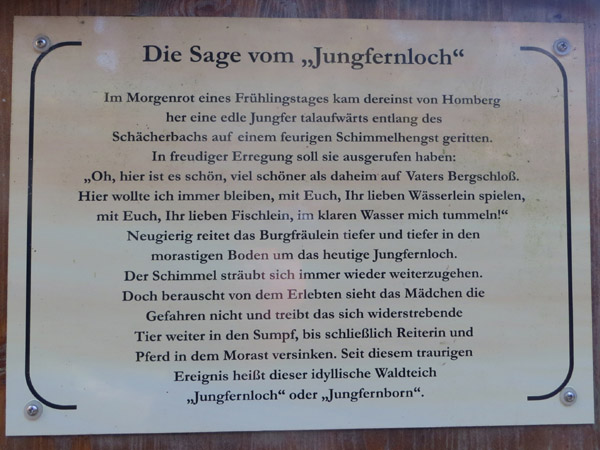 Die Sage vom „Jungfernloch“
Im Morgenrot eines Frühlingstages kam dereinst von Homberg
her eine edle Jungfer talaufwärts entlang des
Schächerbachs auf einem feurigen Schimmelhengst geritten.
In freudiger Erregung soll sie ausgerufen haben:
„Oh, hier ist es schön, viel schöner als daheim auf Vaters Bergschloß.
Hier wollte ich immer bleiben, mit Euch, Ihr lieben Wässerlein spielen,
mit Euch, Ihr lieben Fischlein, im klaren Wasser mich tummeln!“
Neugierig reitet das Burgfräulein tiefer und tiefer in den
morastigen Boden um das heutige Jungfernloch.
Der Schimmel sträubt sich immer wieder weiterzugehen.
Doch berauscht von dem Erlebten sieht das Mädchen die
Gefahren nicht und treibt das sich widerstrebende
Tier weiter in den Sumpf, bis schließlich Reiterin und
Pferd in dem Morast versinken. Seit diesem traurigen
Ereignis heißt dieser idyllische Waldteich
„Jungfernloch“ oder „Jungfernborn“.